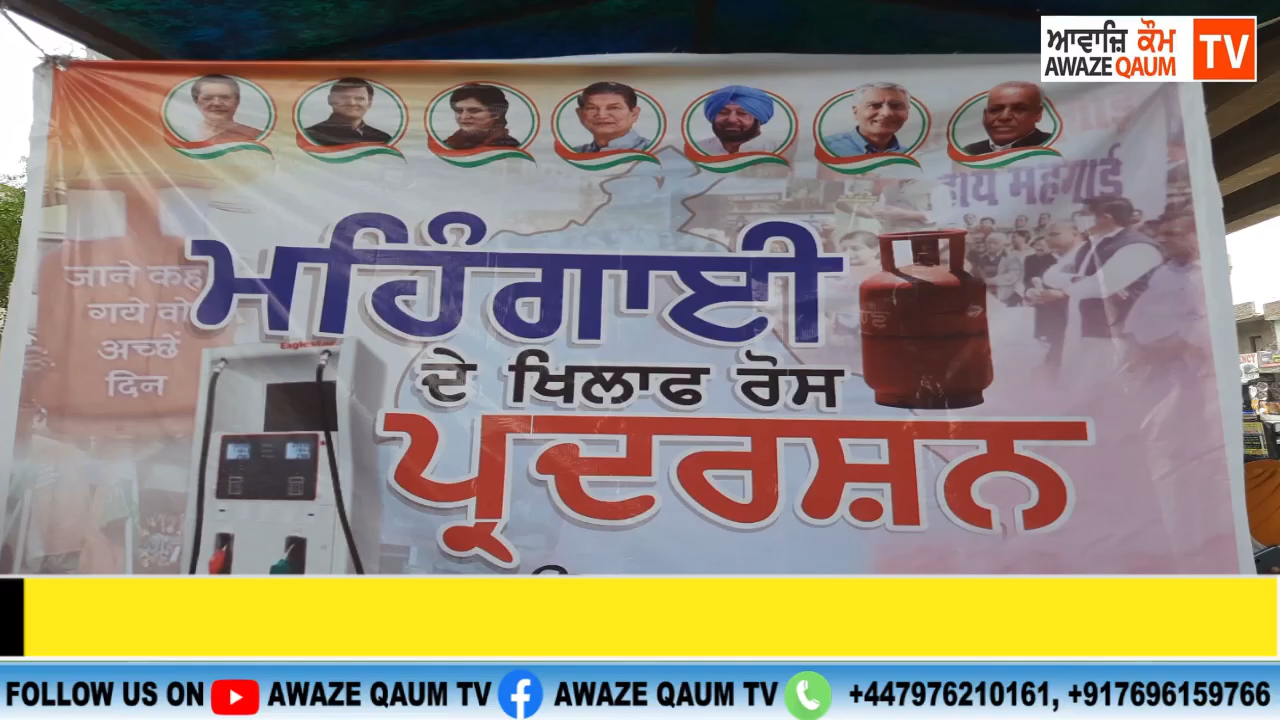 ਆਵਾਜ਼ਿ ਕੌਮ
AWAZE QAUM
TV
ਮਹਿੰਗਾਈ
जाने कहा
गये वो
अच्छें
दिन
ਦੇ ਖਿਲਾਫ ਰੋਸ
ਪ੍ਰਦਰਸ਼ਨ
FOLLOW US ON AWAZE QAUM TV AWAZE QAUM TV +447976210161, +917696159766